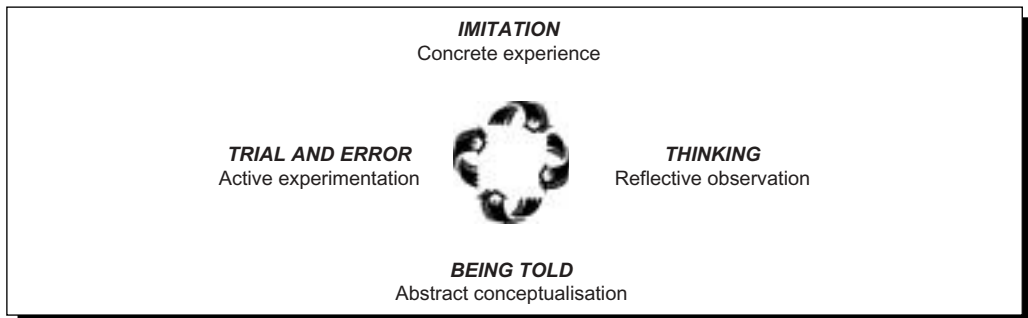 IMITATION
Concrete experience
TRIAL AND ERROR
Active experimentation
THINKING
Reflective observation
BEING TOLD
Abstract conceptualisation